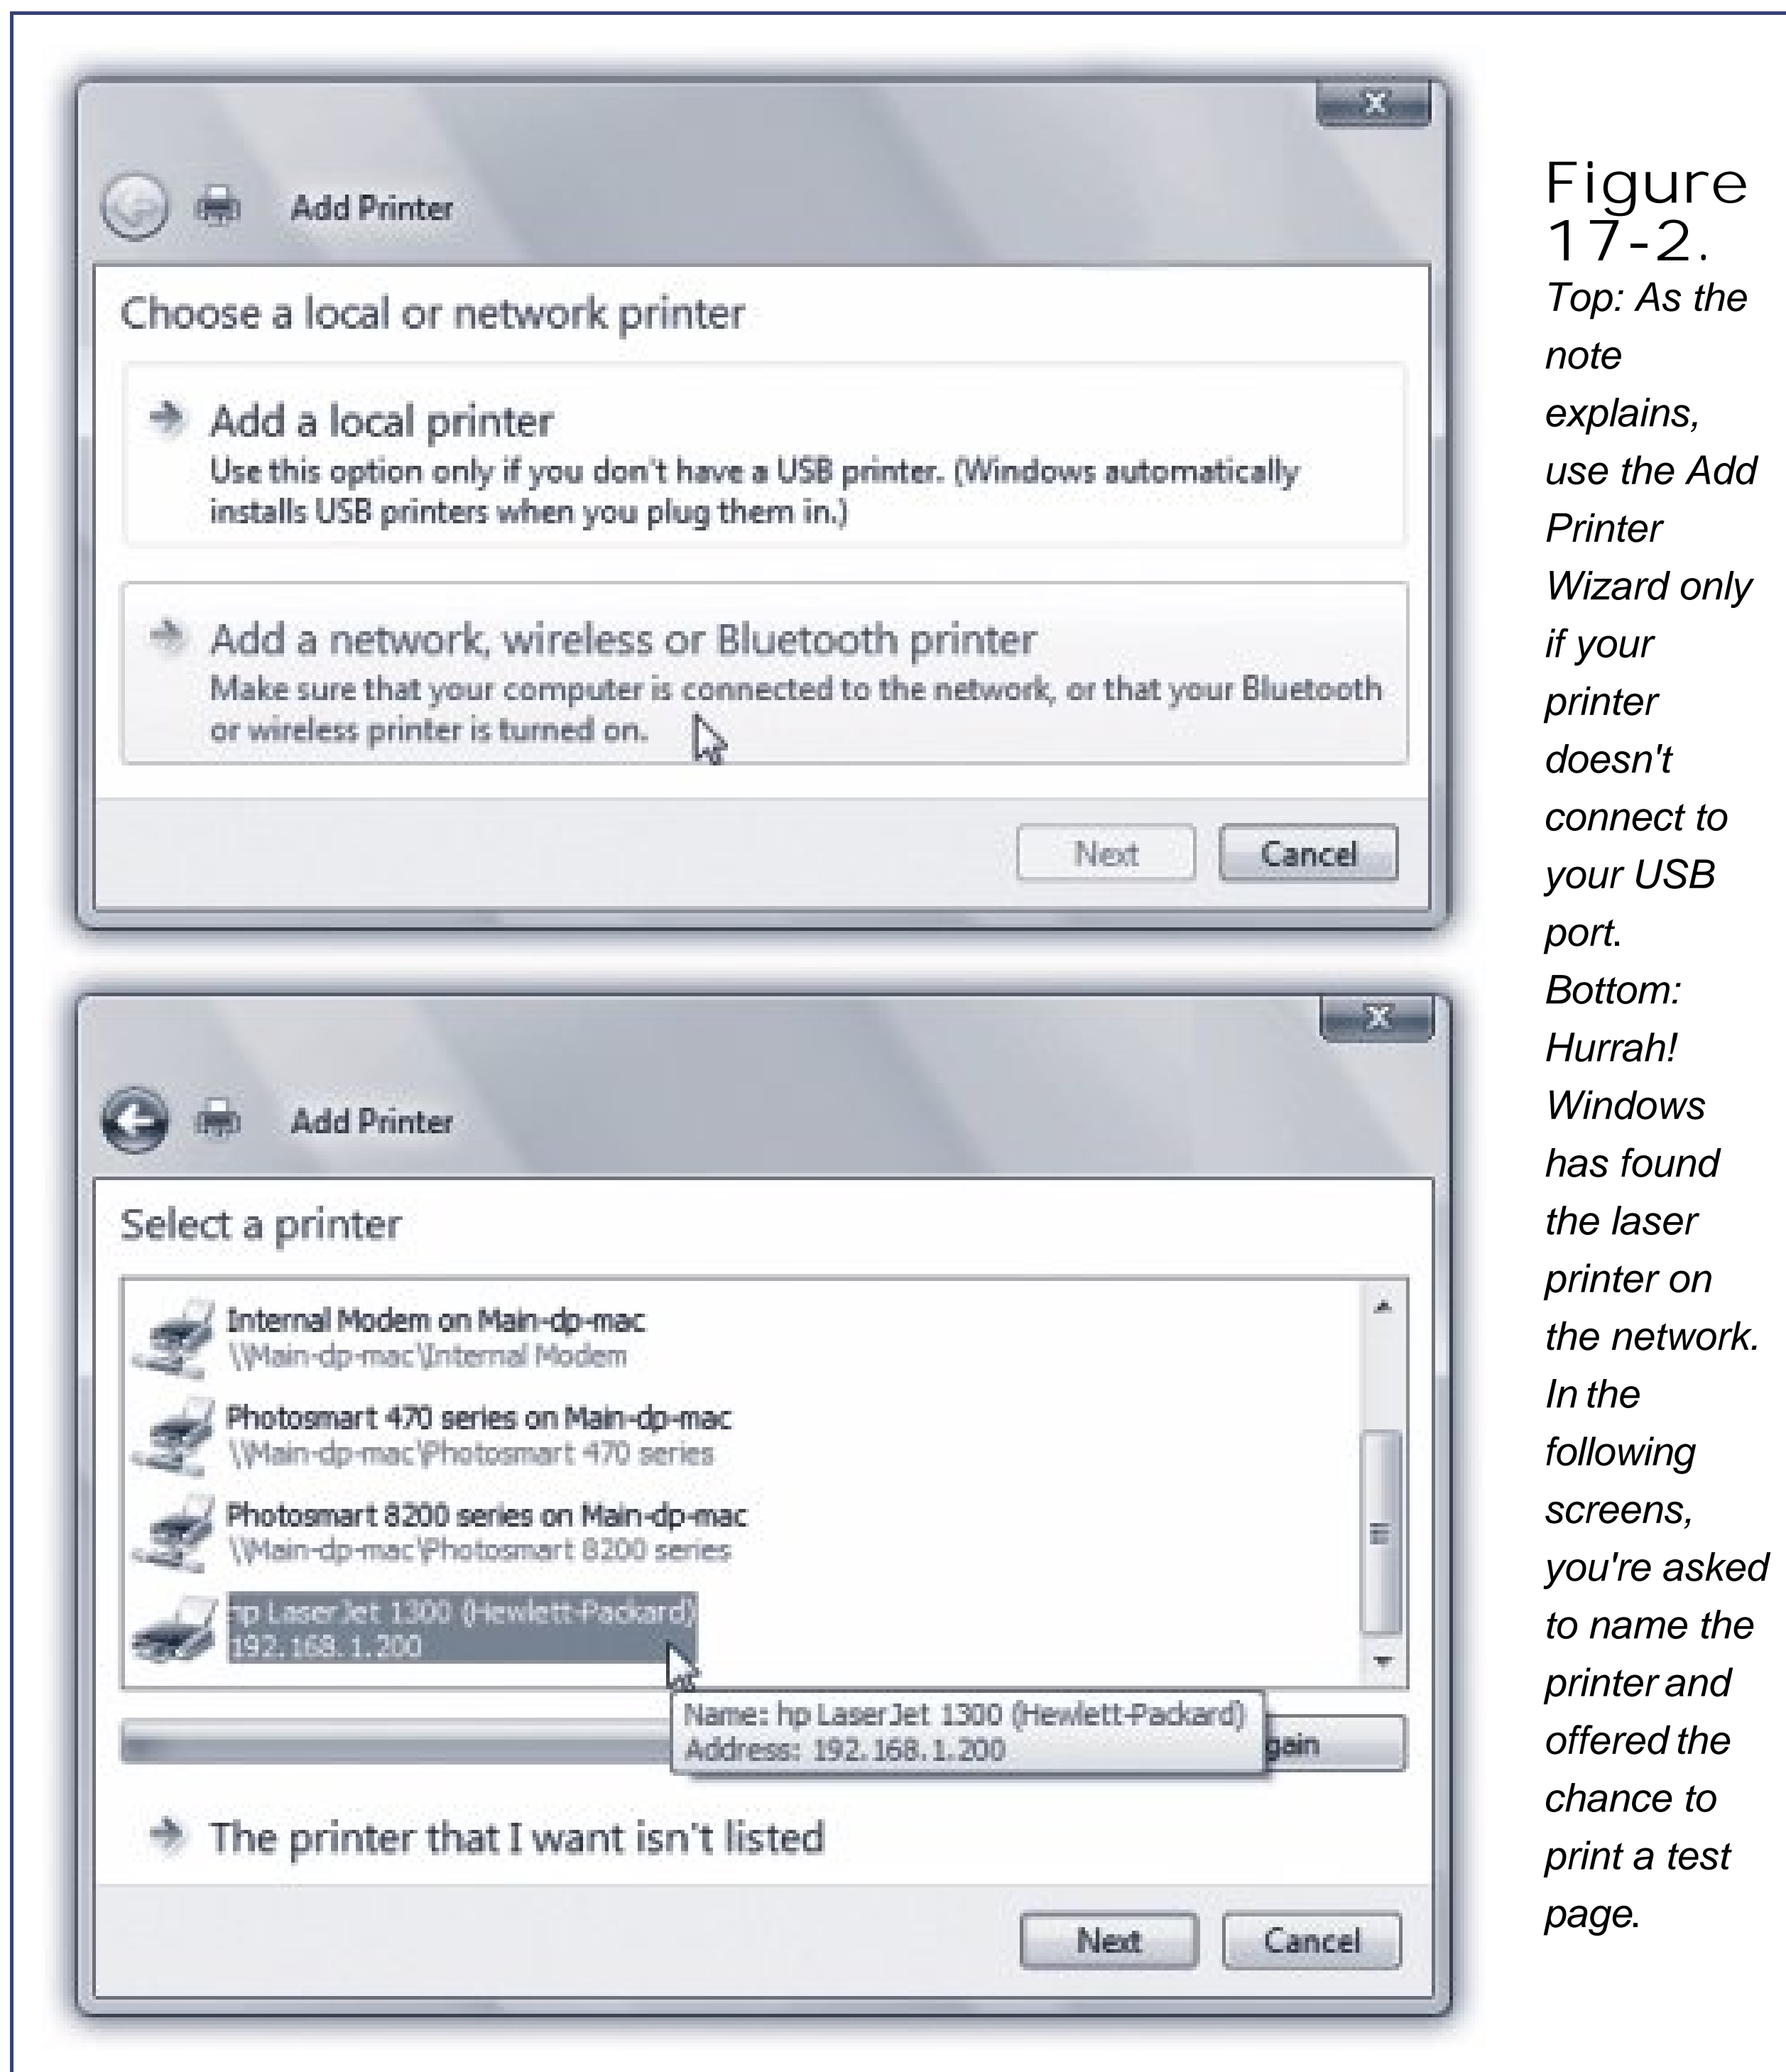 Add Printer
Choose a local or network printer
Add a local printer
Use this option only if you don't have a USB printer. (Windows automatically
installs USB printers when you plug them in.)
Add a network, wireless or Bluetooth printer
Make sure that your computer is connected to the network, or that your Bluetooth
or wireless printer is turned on.
Next
Cancel
Add Printer
Select a printer
Internal Modem on Main-dp-mac
\\Main-dp-mac\Internal Modem
Photosmart 470 series on Main-dp-mac
\\Main-dp-mac\Photosmart 470 series
Photosmart 8200 series on Main-dp-mac
\\Main-dp-mac\Photosmart 8200 series
hp LaserJet 1300 (Hewlett-Packard)
192.168.1.200
Name: hp LaserJet 1300 (Hewlett-Packard)
Address: 192.168.1.200
gain
The printer that I want isn't listed
Next
Cancel
Figure
17-2.
Top: As the
note
explains,
use the Add
Printer
Wizard only
if your
printer
doesn't
connect to
your USB
port.
Bottom:
Hurrah!
Windows
has found
the laser
printer on
the network.
In the
following
screens,
you're asked
to name the
printer and
offered the
chance to
print a test
page.